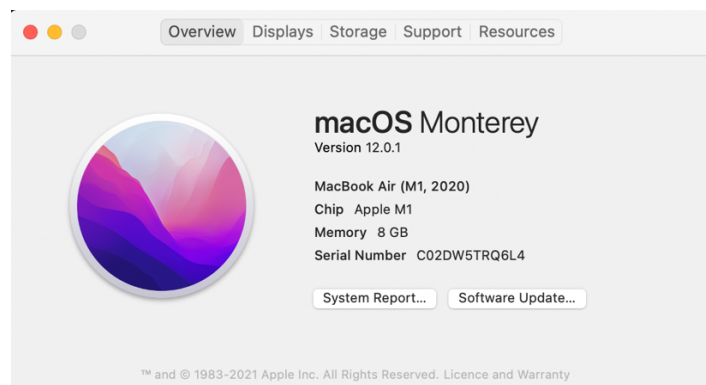 Overview Displays Storage Support Resources
macOS Monterey
Version 12.0.1
MacBook Air (M1, 2020)
Chip Apple M1
Memory 8 GB
Serial Number C02DW5TRQ6L4
System Report... Software Update...
™ and © 1983-2021 Apple Inc. All Rights Reserved. Licence and Warranty